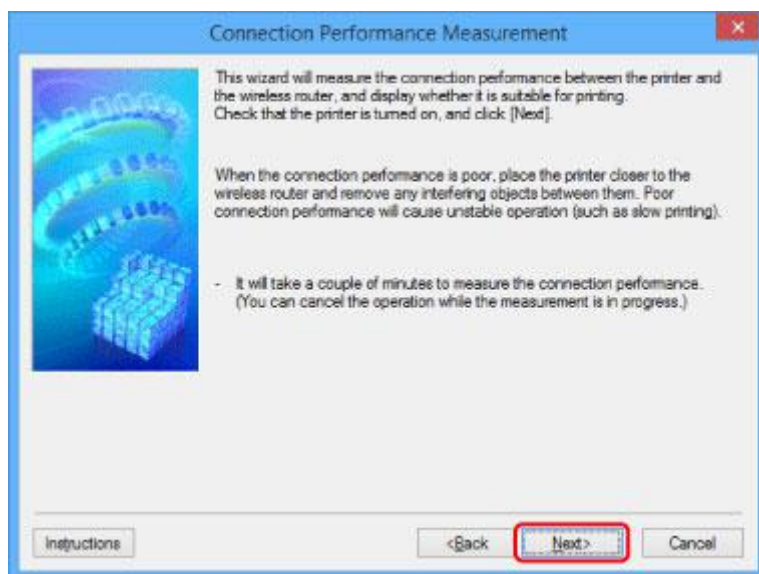 Connection Performance Measurement
This wizard will measure the connection performance between the printer and
the wireless router, and display whether it is suitable for printing.
Check that the printer is turned on, and click [Next].
When the connection performance is poor, place the printer closer to the
wireless router and remove any interfering objects between them. Poor
connection performance will cause unstable operation (such as slow printing).
- It will take a couple of minutes to measure the connection performance.
(You can cancel the operation while the measurement is in progress.)
Instructions <Back Next> Cancel